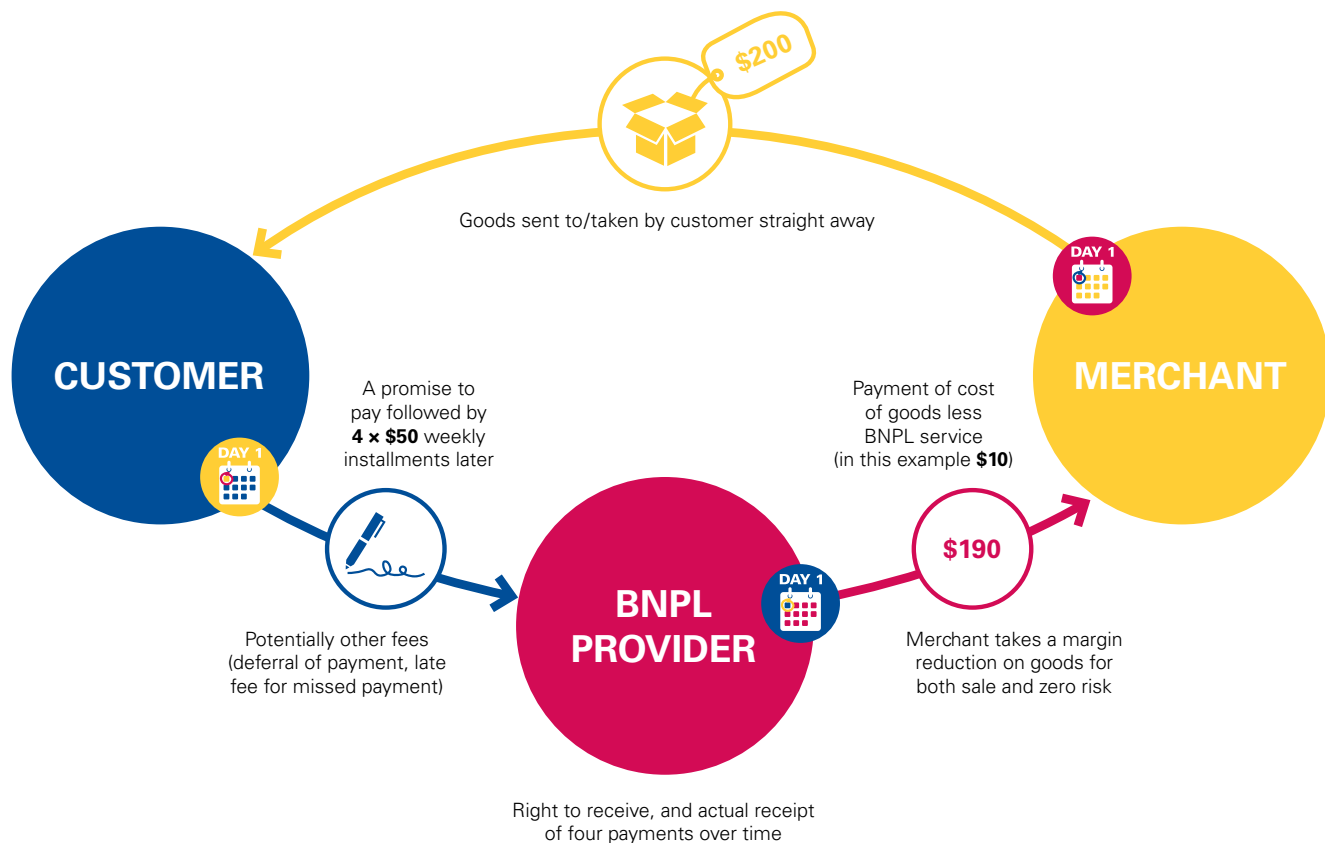 $200
Goods sent to/taken by customer straight away
DAY 1
CUSTOMER
MERCHANT
A promise to
pay followed by
4 × $50 weekly
installments later
Payment of cost
of goods less
BNPL service
(in this example $10)
DAY 1
$190
DAY 1
BNPL
PROVIDER
Potentially other fees
(deferral of payment, late
fee for missed payment)
Merchant takes a margin
reduction on goods for
both sale and zero risk
Right to receive, and actual receipt
of four payments over time